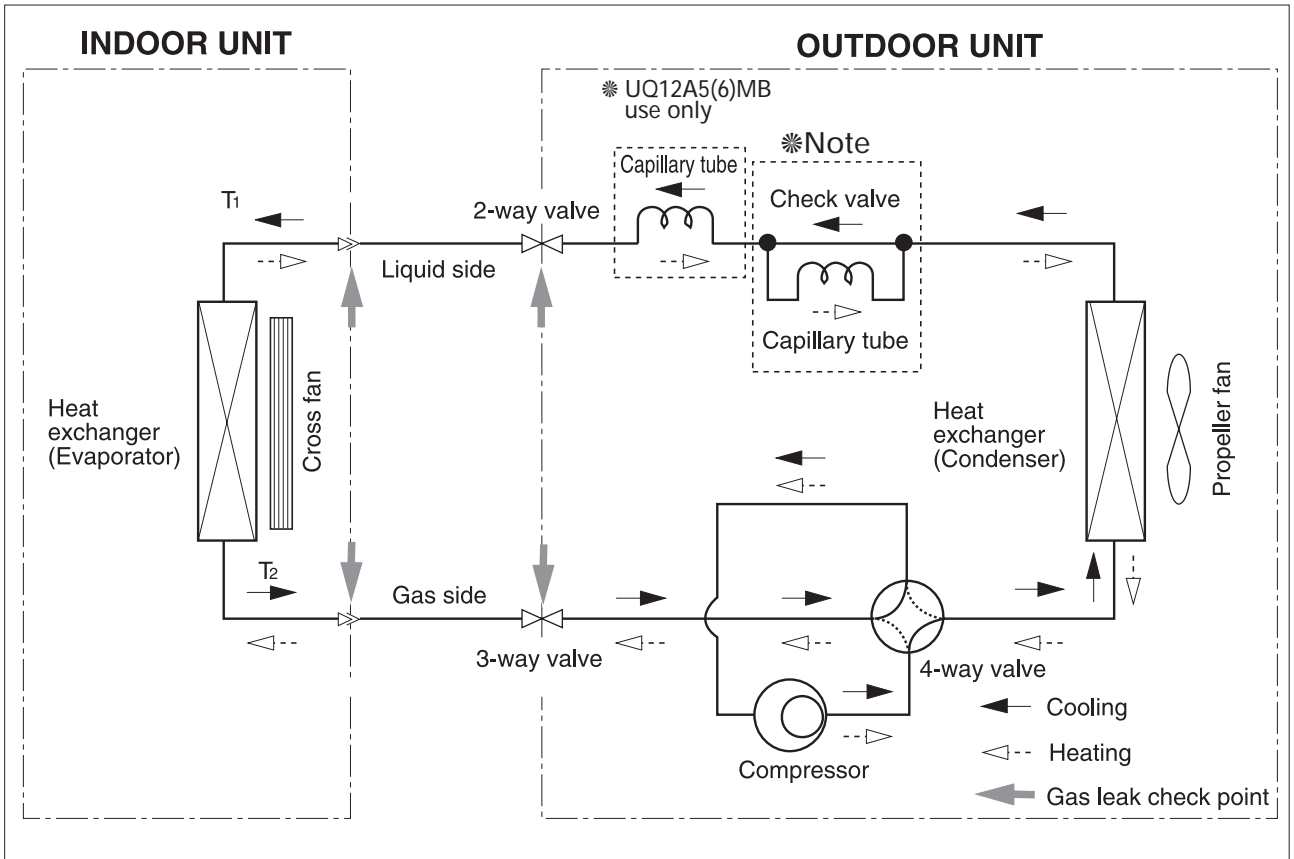 INDOOR UNIT
OUTDOOR UNIT
❋ UQ12A5(6)MB
use only
❋Note
Capillary tube
Check valve
T1
2-way valve
Liquid side
Capillary tube
Heat
exchanger
(Evaporator)
Cross fan
Heat
exchanger
(Condenser)
Propeller fan
T2
Gas side
3-way valve
4-way valve
Compressor
Cooling
Heating
Gas leak check point